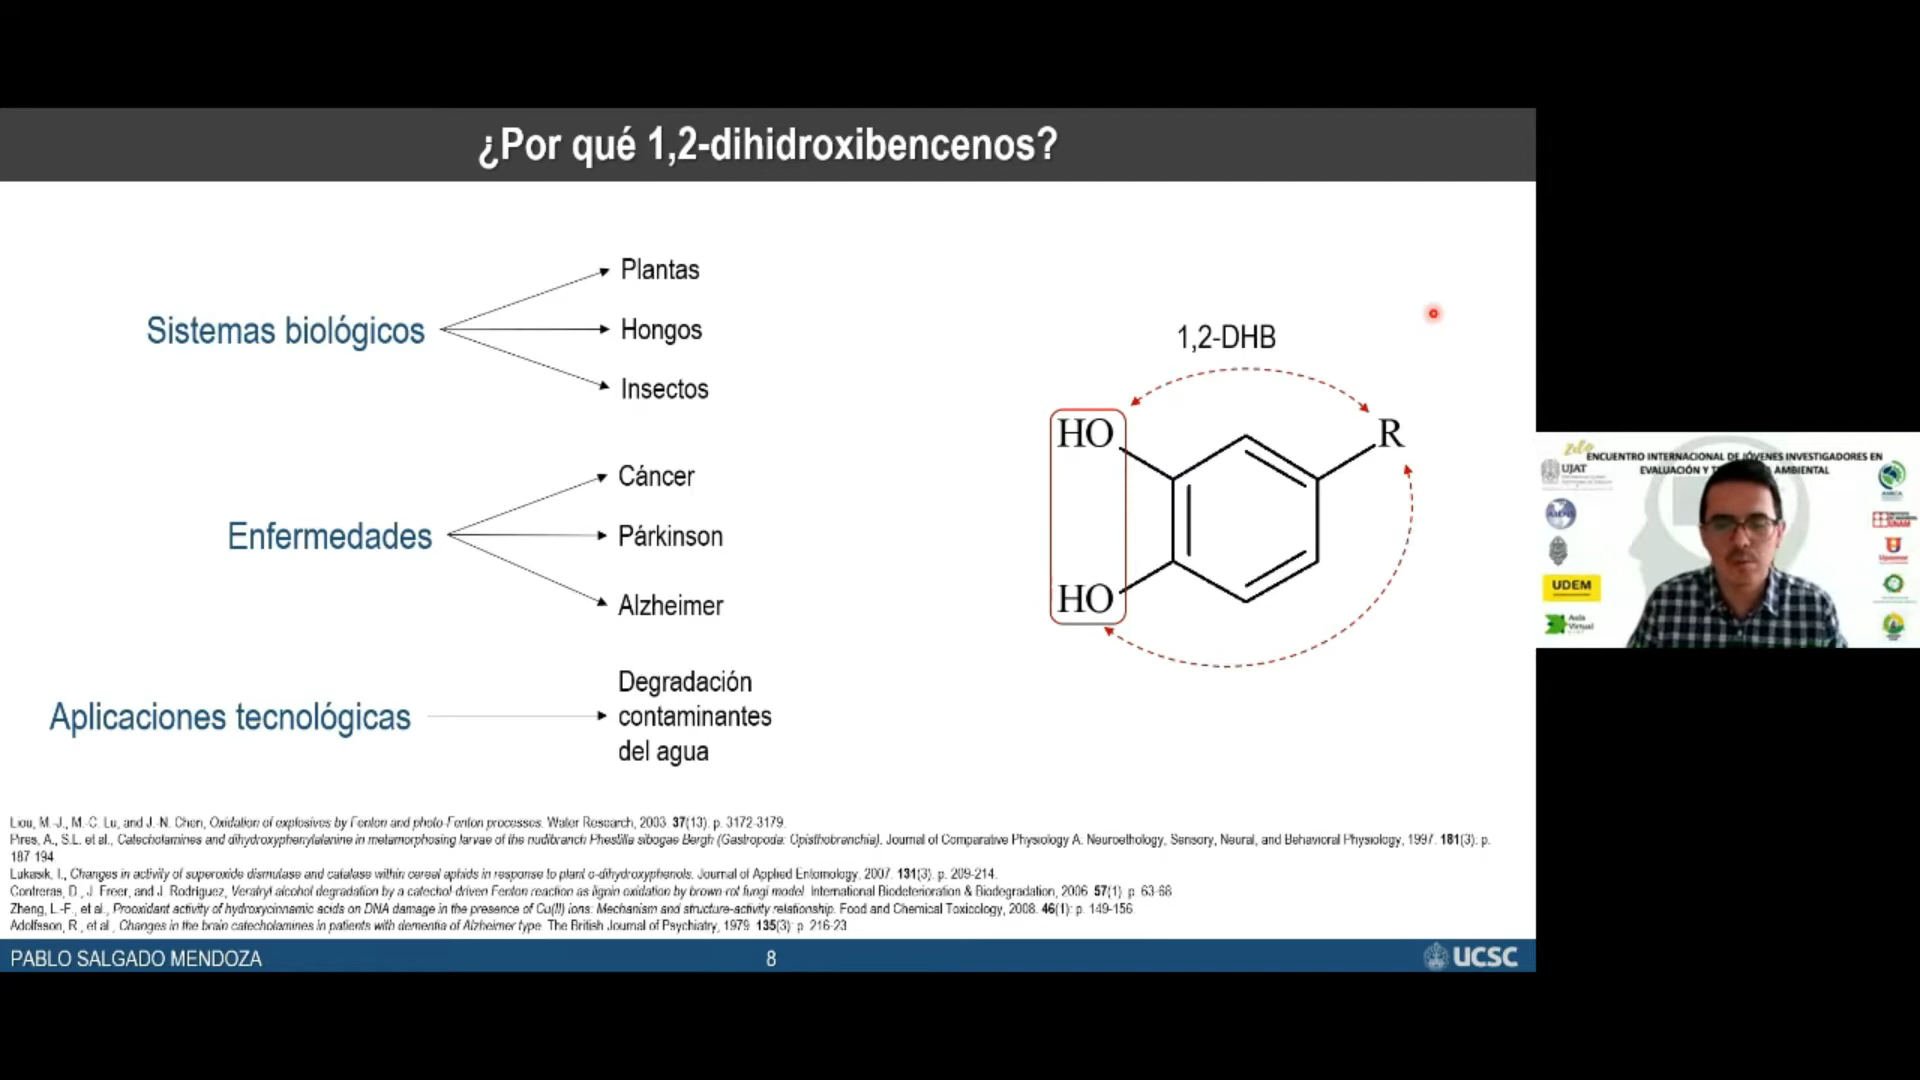 ¿Por qué 1,2-dihidroxibencenos?
Sistemas biológicos
Plantas
Hongos
Insectos
Enfermedades
Cáncer
Párkinson
Alzheimer
Aplicaciones tecnológicas
Degradación
contaminantes
del agua
1,2-DHB
HO
R
HO
Liou, M.-J., M.-C. Lu, and J.-N. Chen, Oxidation of explosives by Fenton and photo-Fenton processes. Water Research, 2003. 37(13). p. 3172-3179.
Pires, A., S.L. et al., Catecholamines and dihydroxyphenylalanine in metamorphosing larvae of the nudibranch Phestilla sibogae Bergh (Gastropoda: Opisthobranchia). Journal of Comparative Physiology A. Neuroethology, Sensory, Neural, and Behavioral Physiology, 1997. 181(3): p.
187 194
Lukasik, I., Changes in activity of superoxide dismutase and catalase within cereal aphids in response to plant o-dihydroxyphenols. Journal of Applied Entomology, 2007. 131(3). p. 209-214.
Contreras, D., J. Freer, and J. Rodriguez, Veratryl alcohol degradation by a catechol-driven Fenton reaction as lignin oxidation by brown-rot fungi model. International Biodeterioration & Biodegradation, 2006 57(1) p. 63-68
Zheng, L.-F., et al., Prooxidant activity of hydroxycinnamic acids on DNA damage in the presence of Cu(II) ions: Mechanism and structure-activity relationship. Food and Chemical Toxicology, 2008. 46(1): p. 149-156
Adolfsson, R., et al., Changes in the brain catecholamines in patients with dementia of Alzheimer type. The British Journal of Psychiatry, 1979 135(3) p 216-23
PABLO SALGADO MENDOZA
8
UCSC
ENCUENTRO INTERNACIONAL DE JÓVENES INVESTIGADORES EN
EVALUACIÓN Y AMBIENTAL
UJAT
AIDIS
UNAM
UDEM
Aula
Virtual